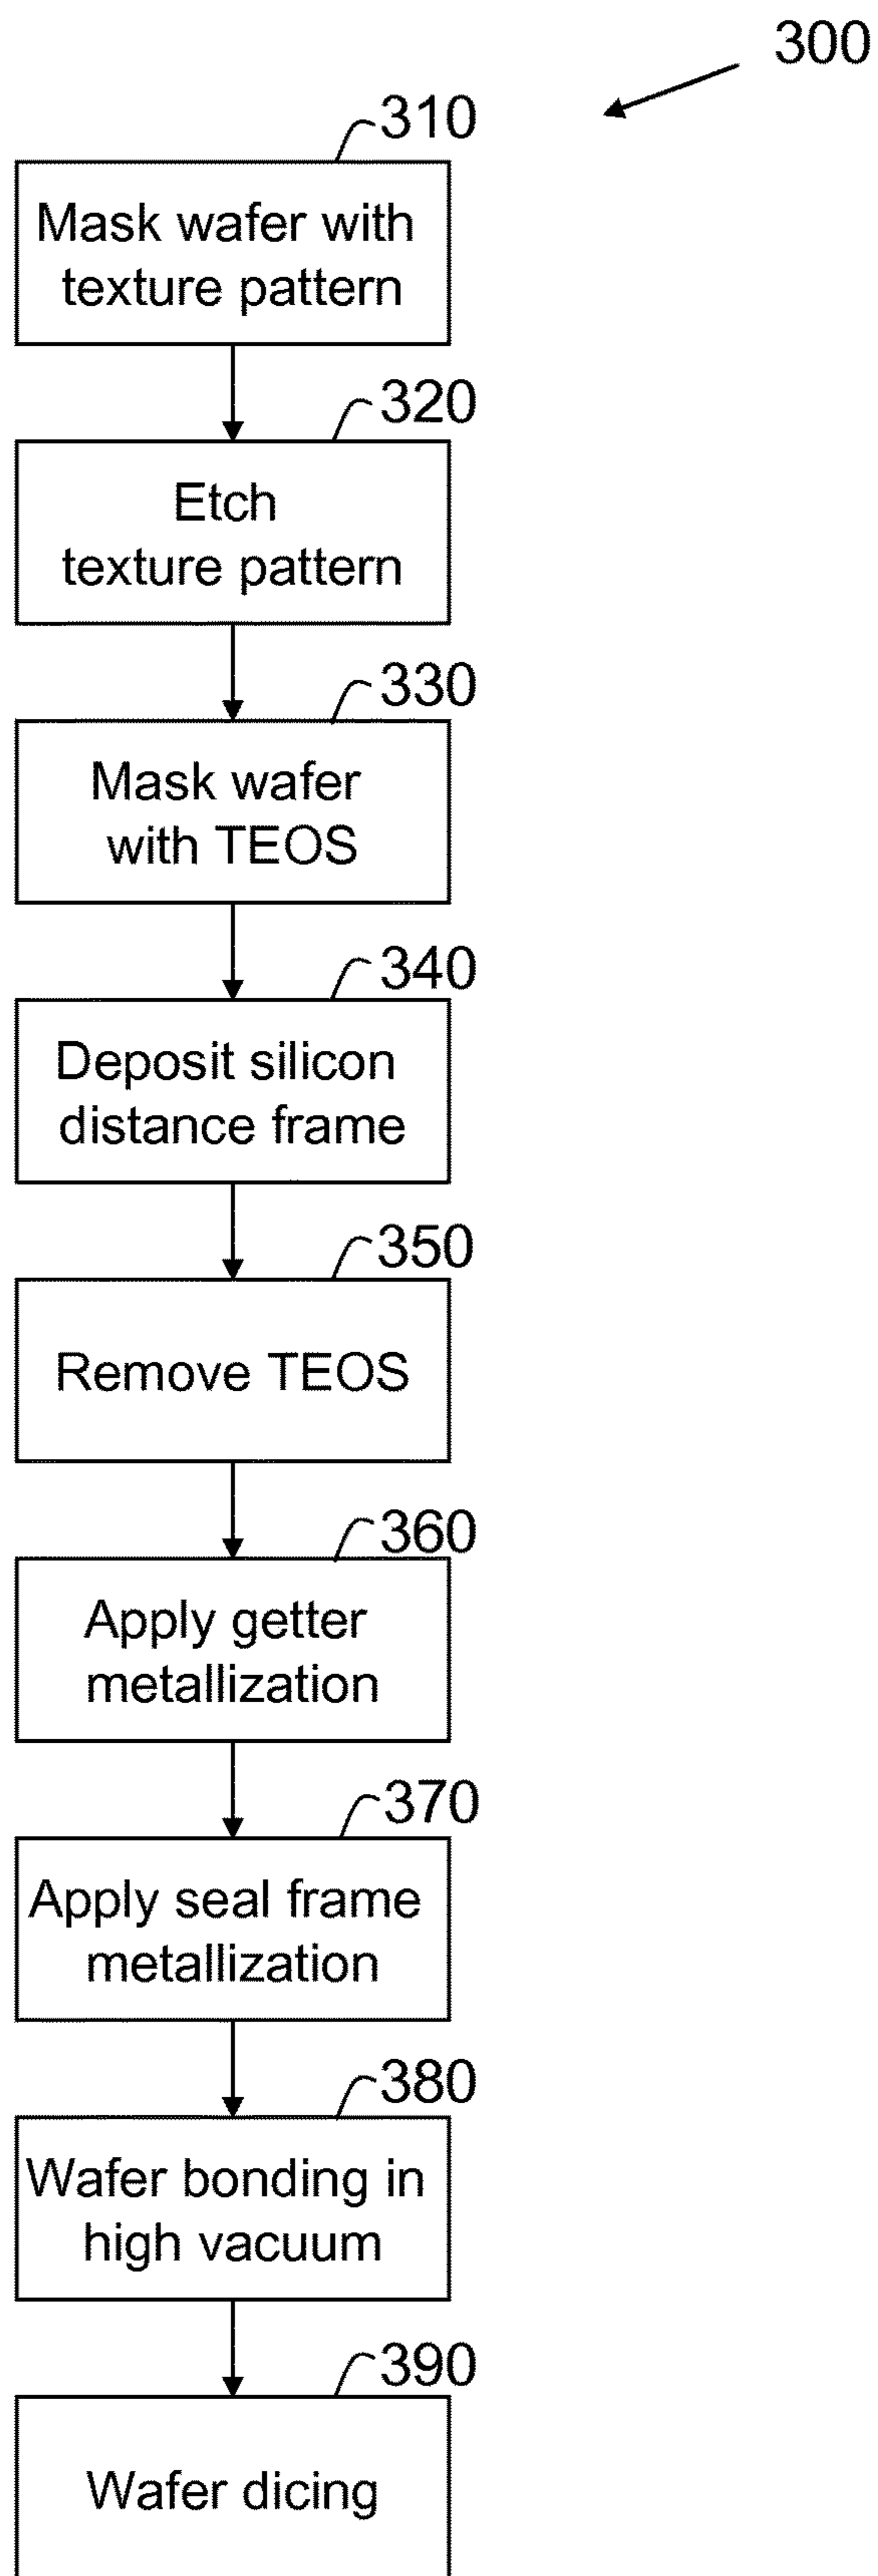 300
310
Mask wafer with
texture pattern
320
Etch
texture pattern
330
Mask wafer
with TEOS
340
Deposit silicon
distance frame
350
Remove TEOS
360
Apply getter
metallization
370
Apply seal frame
metallization
380
Wafer bonding in
high vacuum
390
Wafer dicing